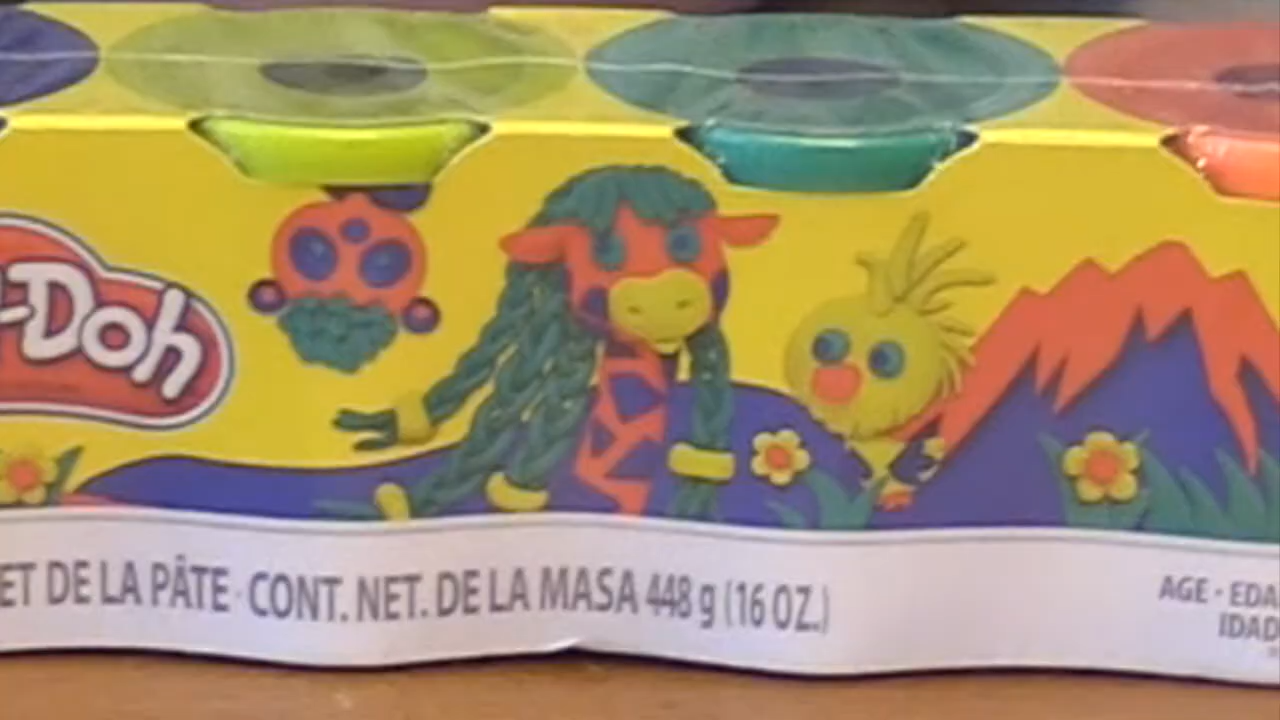 -Doh
ET DE LA PÂTE · CONT. NET. DE LA MASA 448 g (16 OZ.)
AGE · EDA
IDAD